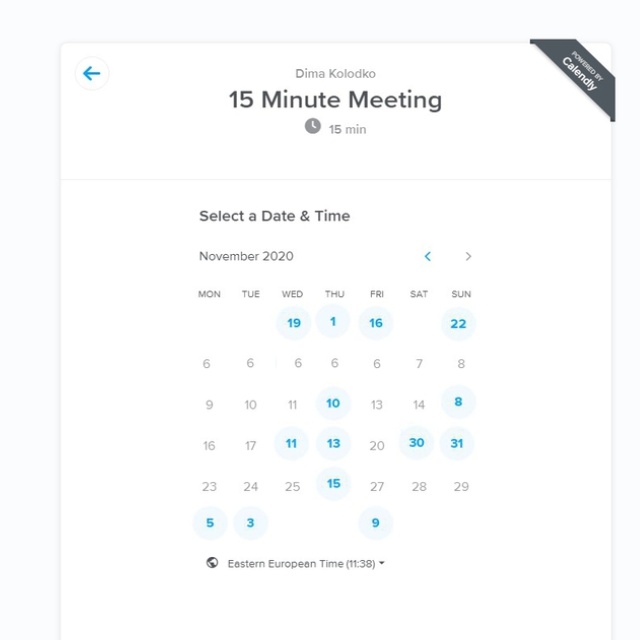 Dima Kolodko
15 Minute Meeting
15 min
POWERED BY
Calendly
Select a Date & Time
November 2020
MON TUE WED THU FRI SAT SUN
19 1 16 22
6 6 6 6 6 7 8
9 10 11 10 13 14 8
16 17 11 13 20 30 31
23 24 25 15 27 28 29
5 3 9
Eastern European Time (11:38)